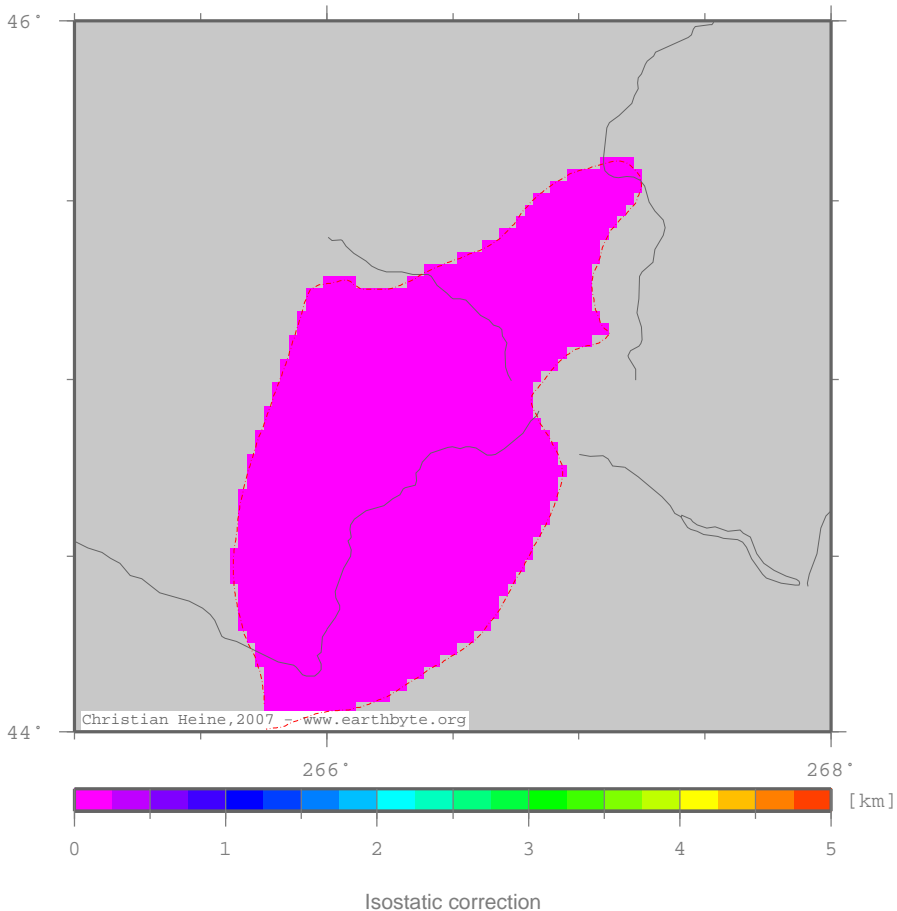 46°
Christian Heine,2007 - www.earthbyte.org
44°
266° 268°
[km]
0 1 2 3 4 5
Isostatic correction